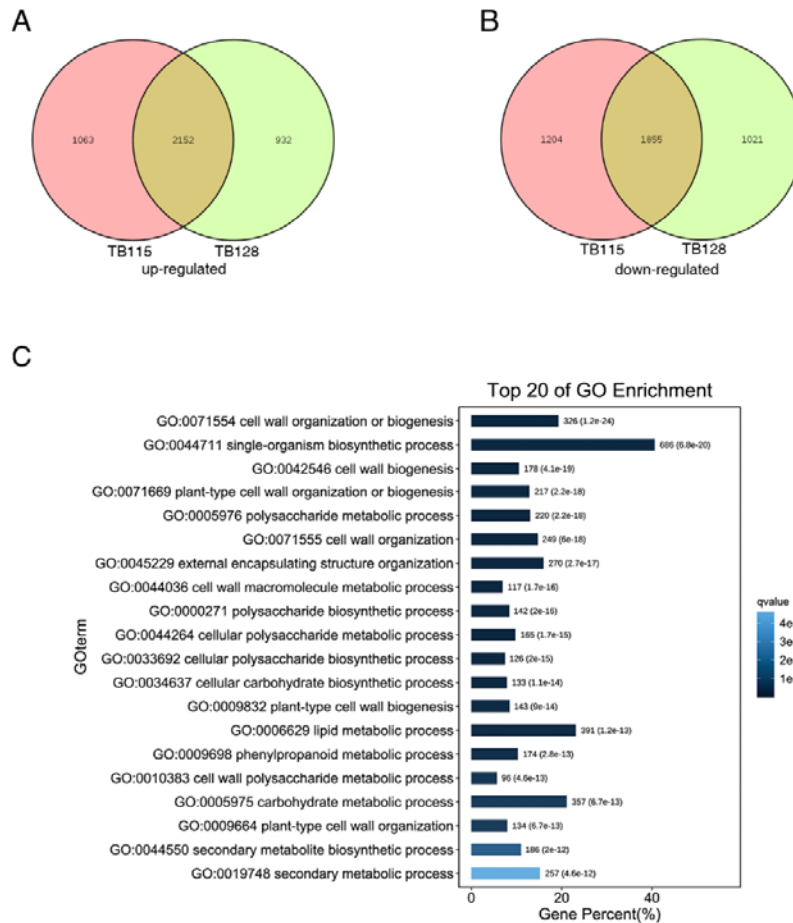 A
B
1063
2152
932
1204
1855
1021
TB115
TB128
TB115
TB128
up-regulated
down-regulated
C
Top 20 of GO Enrichment
GO:0071554 cell wall organization or biogenesis 326 (1.2e-24)
GO:0044711 single-organism biosynthetic process 686 (6.8e-20)
GO:0042546 cell wall biogenesis 178 (4.1e-19)
GO:0071669 plant-type cell wall organization or biogenesis 217 (2.2e-18)
GO:0005976 polysaccharide metabolic process 220 (2.2e-18)
GO:0071555 cell wall organization 249 (6e-18)
GO:0045229 external encapsulating structure organization 270 (2.7e-17)
GO:0044036 cell wall macromolecule metabolic process 117 (1.7e-16)
GO:0000271 polysaccharide biosynthetic process 142 (2e-16)
GO:0044264 cellular polysaccharide metabolic process 165 (1.7e-15)
GO:0033692 cellular polysaccharide biosynthetic process 126 (2e-15)
GO:0034637 cellular carbohydrate biosynthetic process 133 (1.1e-14)
GO:0009832 plant-type cell wall biogenesis 143 (9e-14)
GO:0006629 lipid metabolic process 391 (1.2e-13)
GO:0009698 phenylpropanoid metabolic process 174 (2.8e-13)
GO:0010383 cell wall polysaccharide metabolic process 96 (4.6e-13)
GO:0005975 carbohydrate metabolic process 357 (6.7e-13)
GO:0009664 plant-type cell wall organization 134 (6.7e-13)
GO:0044550 secondary metabolite biosynthetic process 186 (2e-12)
GO:0019748 secondary metabolic process 257 (4.6e-12)
GOterm
0
20
40
Gene Percent(%)
qvalue
4e
3e
2e
1e